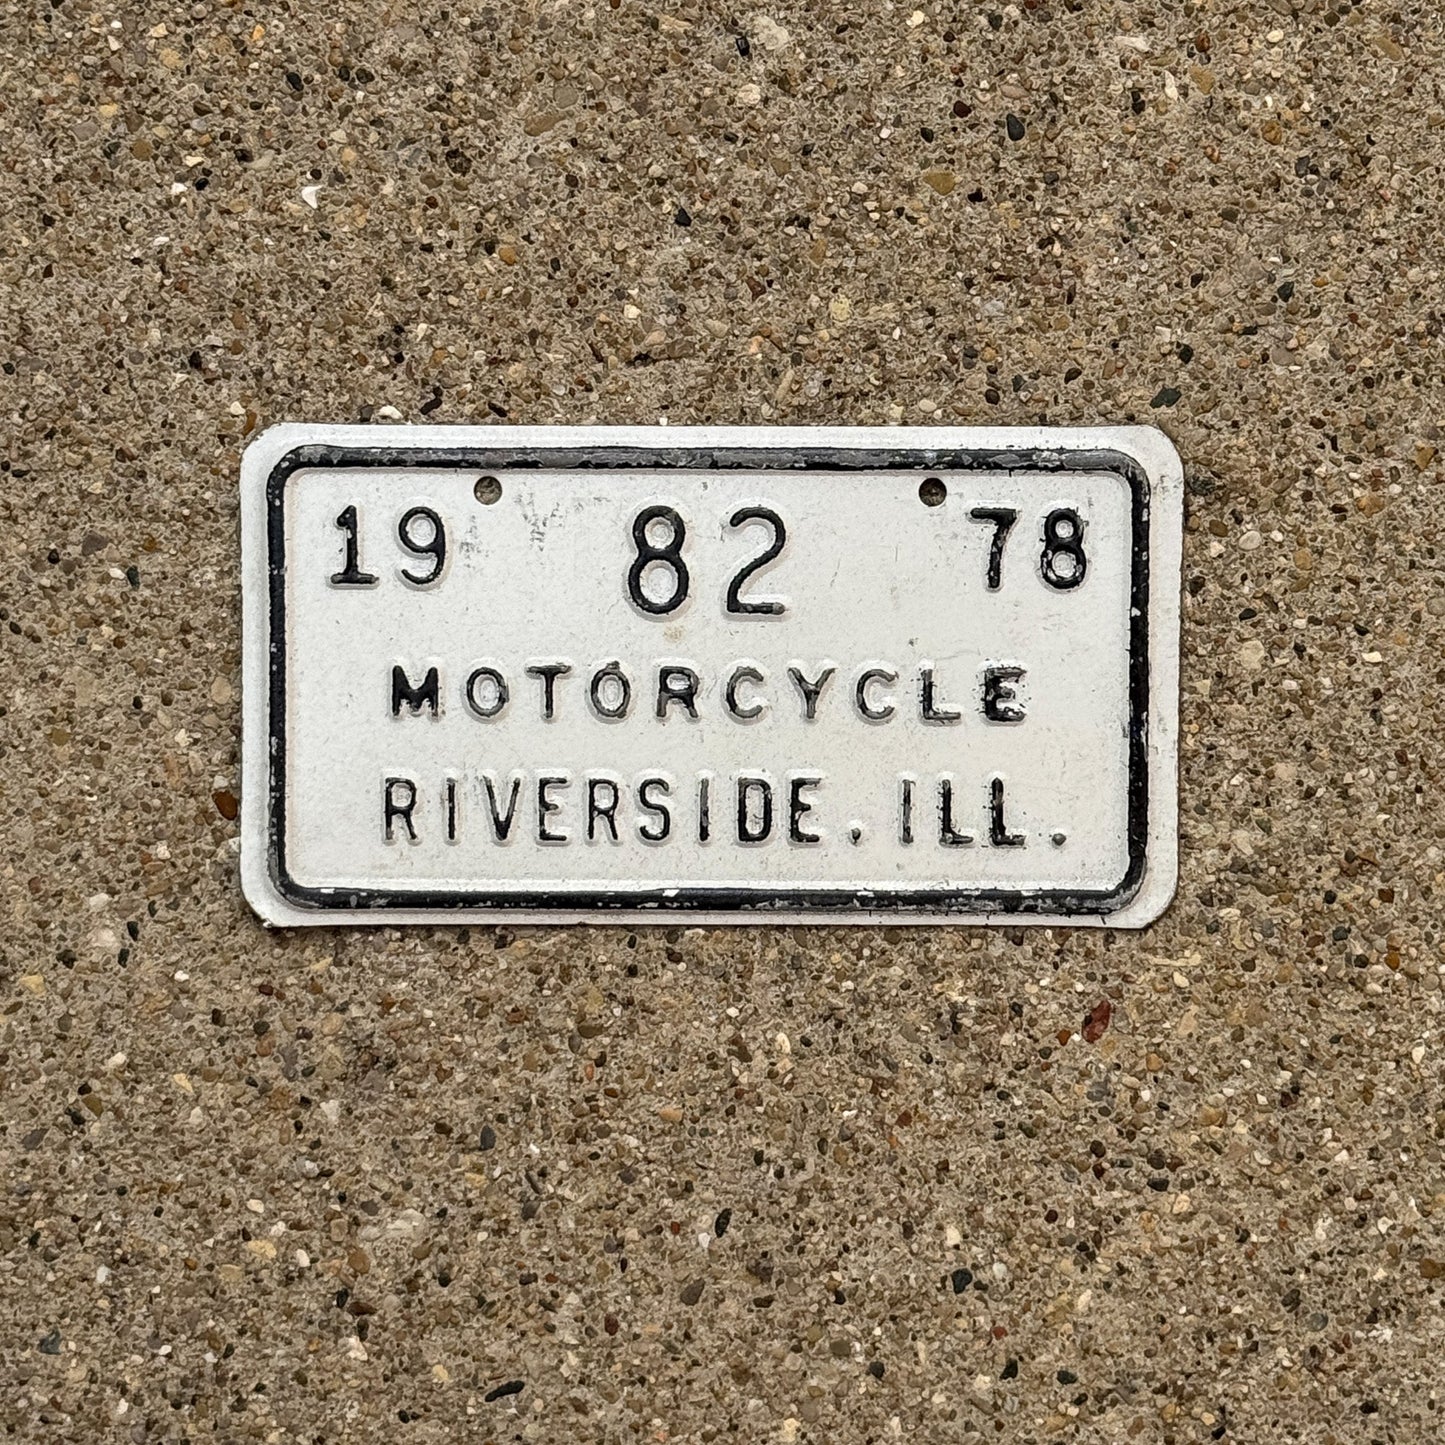 19 82 78
MOTORCYCLE
RIVERSIDE, ILL.